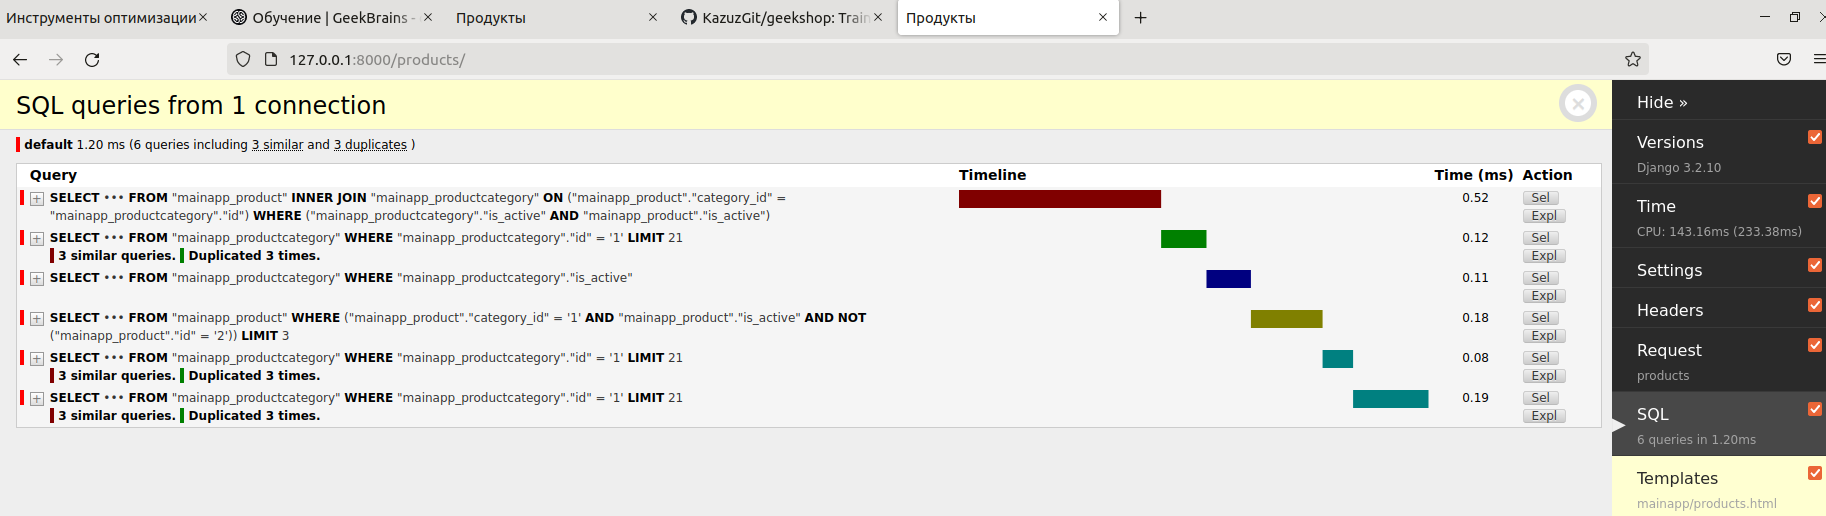 Инструменты оптимизации
Обучение | GeekBrains -
Продукты
KazuzGit/geekshop: Train
Продукты
127.0.0.1:8000/products/
SQL queries from 1 connection
default 1.20 ms (6 queries including 3 similar and 3 duplicates )
Query Timeline Time (ms) Action
SELECT ••• FROM "mainapp_product" INNER JOIN "mainapp_productcategory" ON ("mainapp_product"."category_id" = 0.52 Sel
"mainapp_productcategory"."id") WHERE ("mainapp_productcategory"."is_active" AND "mainapp_product"."is_active") Expl
SELECT ••• FROM "mainapp_productcategory" WHERE "mainapp_productcategory"."id" = '1' LIMIT 21 0.12 Sel
3 similar queries. Duplicated 3 times. Expl
SELECT ••• FROM "mainapp_productcategory" WHERE "mainapp_productcategory"."is_active" 0.11 Sel
Expl
SELECT ••• FROM "mainapp_product" WHERE ("mainapp_product"."category_id" = '1' AND "mainapp_product"."is_active" AND NOT 0.18 Sel
("mainapp_product"."id" = '2')) LIMIT 3 Expl
SELECT ••• FROM "mainapp_productcategory" WHERE "mainapp_productcategory"."id" = '1' LIMIT 21 0.08 Sel
3 similar queries. Duplicated 3 times. Expl
SELECT ••• FROM "mainapp_productcategory" WHERE "mainapp_productcategory"."id" = '1' LIMIT 21 0.19 Sel
3 similar queries. Duplicated 3 times. Expl
Hide »
Versions
Django 3.2.10
Time
CPU: 143.16ms (233.38ms)
Settings
Headers
Request
products
SQL
6 queries in 1.20ms
Templates
mainapp/products.html